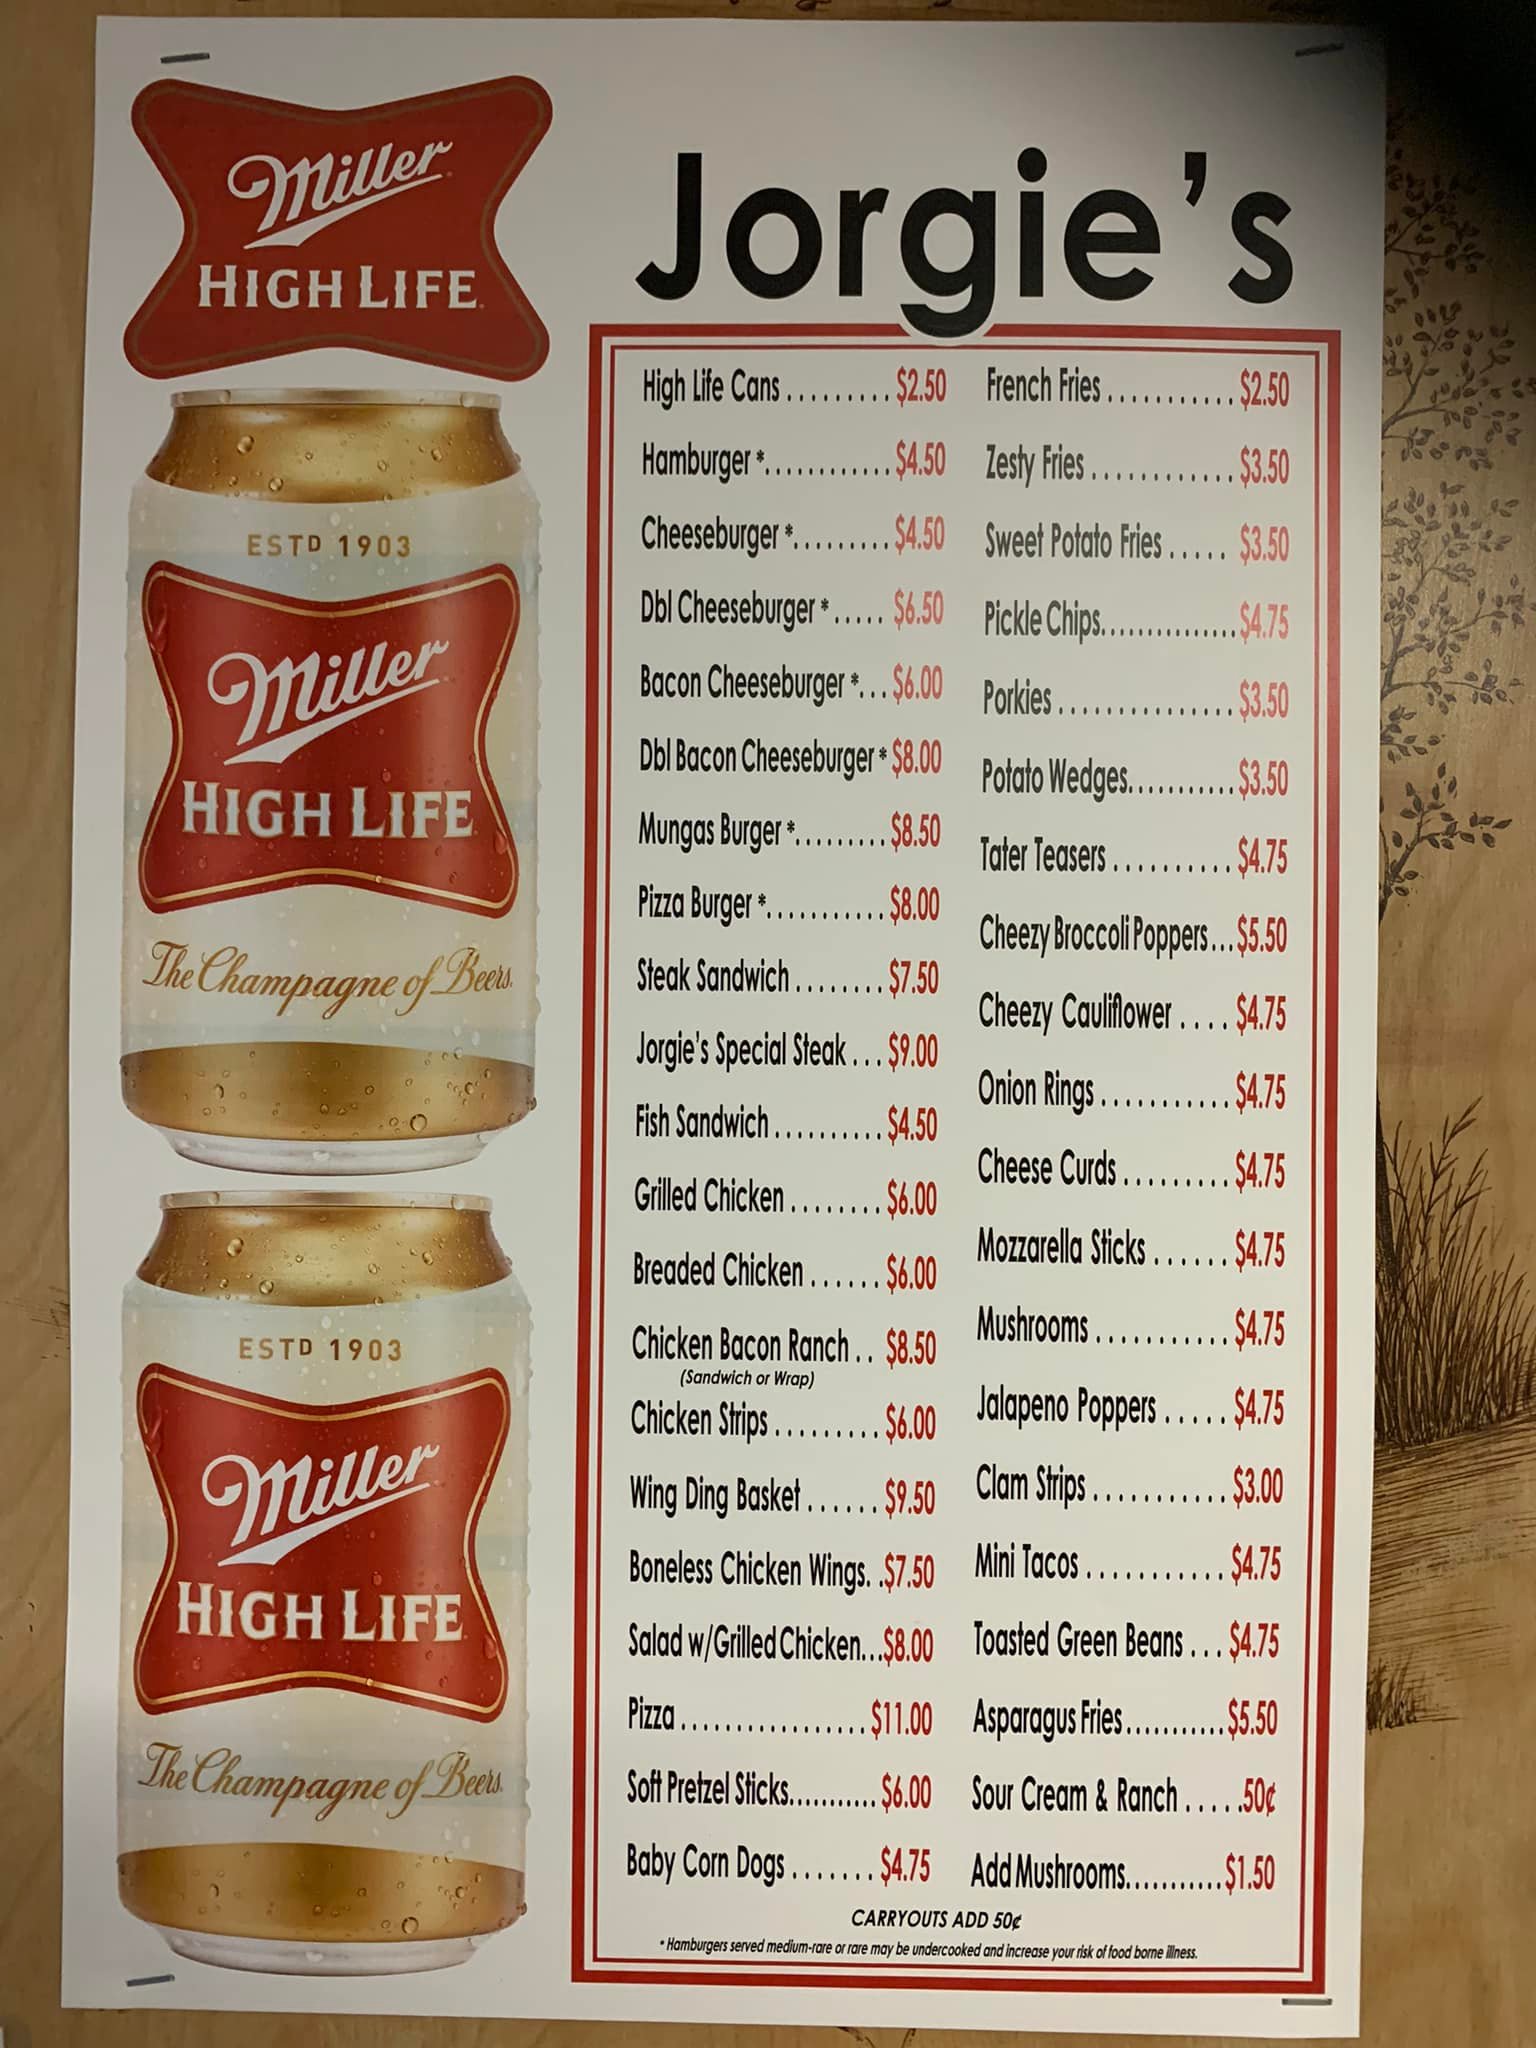 Miller
HIGH LIFE
ESTD 1903
Miller
HIGH LIFE
The Champagne of Beers.
ESTD 1903
Miller
HIGH LIFE
The Champagne of Beers.
Jorgie's
High Life Cans ......... $2.50
Hamburger *............ $4.50
Cheeseburger *......... $4.50
Dbl Cheeseburger * ..... $6.50
Bacon Cheeseburger *... $6.00
Dbl Bacon Cheeseburger * $8.00
Mungas Burger *......... $8.50
Pizza Burger *........... $8.00
Steak Sandwich ........ $7.50
Jorgie's Special Steak ... $9.00
Fish Sandwich .......... $4.50
Grilled Chicken ........ $6.00
Breaded Chicken ...... $6.00
Chicken Bacon Ranch .. $8.50
(Sandwich or Wrap)
Chicken Strips ......... $6.00
Wing Ding Basket ...... $9.50
Boneless Chicken Wings. .$7.50
Salad w/Grilled Chicken...$8.00
Pizza ................. $11.00
Soft Pretzel Sticks........... $6.00
Baby Corn Dogs ....... $4.75
French Fries ........... $2.50
Zesty Fries ............. $3.50
Sweet Potato Fries ..... $3.50
Pickle Chips............... $4.75
Porkies ................ $3.50
Potato Wedges........... $3.50
Tater Teasers .......... $4.75
Cheezy Broccoli Poppers...$5.50
Cheezy Cauliflower .... $4.75
Onion Rings ........... $4.75
Cheese Curds ......... $4.75
Mozzarella Sticks ...... $4.75
Mushrooms ............ $4.75
Jalapeno Poppers ..... $4.75
Clam Strips ........... $3.00
Mini Tacos ............ $4.75
Toasted Green Beans ... $4.75
Asparagus Fries...........$5.50
Sour Cream & Ranch .....50¢
Add Mushrooms...........$1.50
CARRYOUTS ADD 50¢
* Hamburgers served medium-rare or rare may be undercooked and increase your risk of food borne illness.